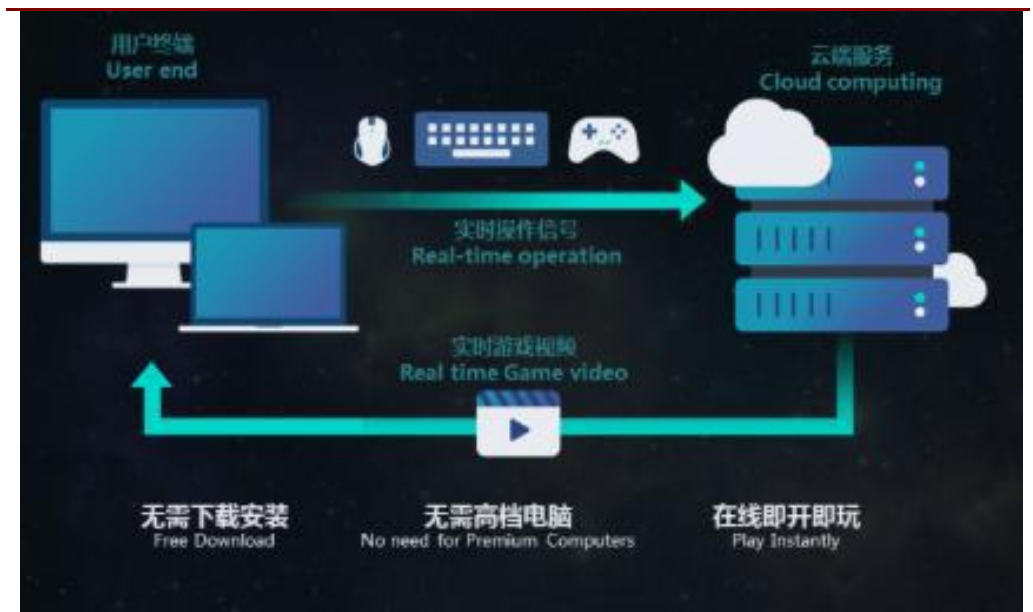 用户终端
User end
云端服务
Cloud computing
实时操作信号
Real-time operation
实时游戏视频
Real time Game video
无需下载安装
Free Download
无需高档电脑
No need for Premium Computers
在线即开即玩
Play Instantly